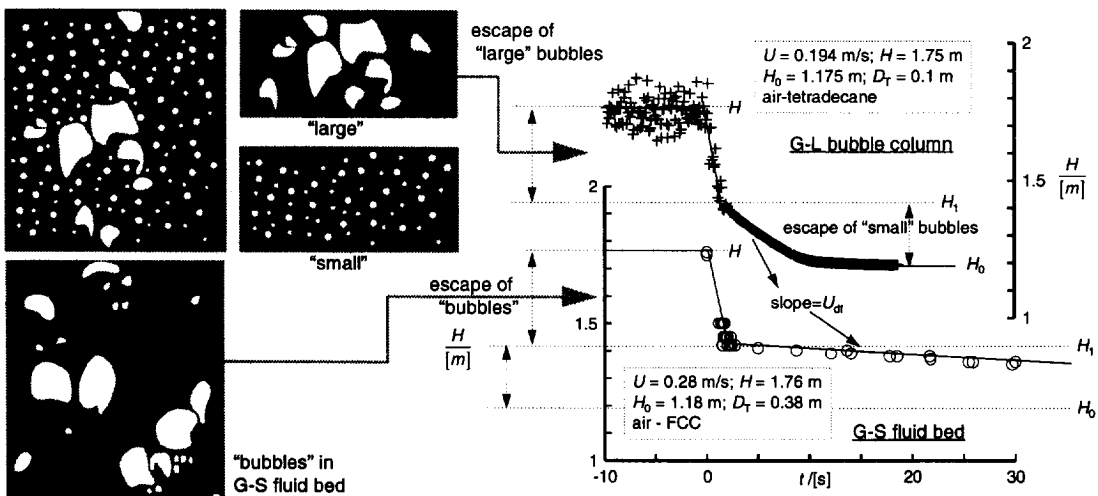 escape of
"large" bubbles
"large"
"small"
"bubbles" in
G-S fluid bed
escape of
"bubbles"
U = 0.194 m/s; H = 1.75 m
H0 = 1.175 m; DT = 0.1 m
air-tetradecane
G-L bubble column
H
H1
escape of "small" bubbles
H0
slope=Udf
2
1.5
1
H
[m]
H
H1
H0
U = 0.28 m/s; H = 1.76 m
H0 = 1.18 m; DT = 0.38 m
air - FCC
G-S fluid bed
2
1.5
1
H
[m]
-10
0
10
20
30
t /[s]